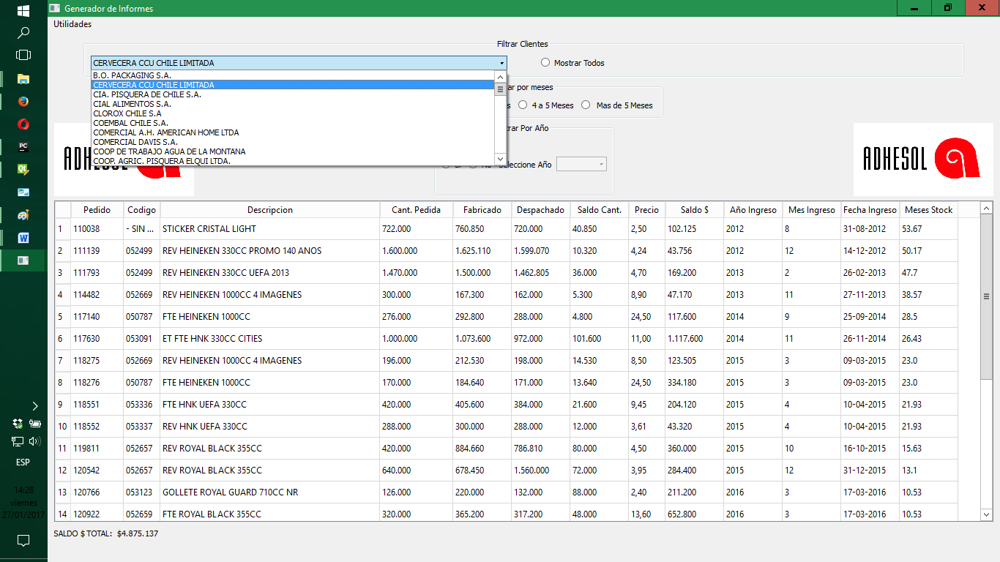 Generador de Informes
Utilidades
Filtrar Clientes
CERVECERA CCU CHILE LIMITADA
Mostrar Todos
B.O. PACKAGING S.A.
CERVECERA CCU CHILE LIMITADA
CIA. PISQUERA DE CHILE S.A.
CIAL ALIMENTOS S.A.
CLOROX CHILE S.A
COEMBAL CHILE S.A.
COMERCIAL A.H. AMERICAN HOME LTDA
COMERCIAL DAVIS S.A.
COOP DE TRABAJO AGUA DE LA MONTANA
COOP. AGRIC. PISQUERA ELQUI LTDA.
por meses
4 a 5 Meses
Mas de 5 Meses
Por Año
Seleccione Año
ADHESOL
Pedido Codigo Descripcion Cant. Pedida Fabricado Despachado Saldo Cant. Precio Saldo $ Año Ingreso Mes Ingreso Fecha Ingreso Meses Stock
1 110038 - SIN ... STICKER CRISTAL LIGHT 722.000 760.850 720.000 40.850 2,50 102.125 2012 8 31-08-2012 53.67
2 111139 052499 REV HEINEKEN 330CC PROMO 140 ANOS 1.600.000 1.625.110 1.599.070 10.320 4,24 43.756 2012 12 14-12-2012 50.17
3 111793 052499 REV HEINEKEN 330CC UEFA 2013 1.470.000 1.500.000 1.462.805 36.000 4,70 169.200 2013 2 26-02-2013 47.7
4 114482 052669 REV HEINEKEN 1000CC 4 IMAGENES 300.000 167.300 162.000 5.300 8,90 47.170 2013 11 27-11-2013 38.57
5 117140 050787 FTE HEINEKEN 1000CC 276.000 292.800 288.000 4.800 24,50 117.600 2014 9 25-09-2014 28.5
6 117630 053091 ET FTE HNK 330CC CITIES 1.000.000 1.073.600 972.000 101.600 11,00 1.117.600 2014 11 26-11-2014 26.43
7 118275 052669 REV HEINEKEN 1000CC 4 IMAGENES 196.000 212.530 198.000 14.530 8,50 123.505 2015 3 09-03-2015 23.0
8 118276 050787 FTE HEINEKEN 1000CC 170.000 184.640 171.000 13.640 24,50 334.180 2015 3 09-03-2015 23.0
9 118551 053336 FTE HNK UEFA 330CC 420.000 405.600 384.000 21.600 9,45 204.120 2015 4 10-04-2015 21.93
10 118552 053337 REV HNK UEFA 330CC 288.000 300.000 288.000 12.000 3,61 43.320 2015 4 10-04-2015 21.93
11 119811 052657 REV ROYAL BLACK 355CC 420.000 884.660 786.810 80.000 4,50 360.000 2015 10 16-10-2015 15.63
12 120542 052657 REV ROYAL BLACK 355CC 640.000 678.450 1.560.000 72.000 3,95 284.400 2015 12 31-12-2015 13.1
13 120766 053123 GOLLETE ROYAL GUARD 710CC NR 126.000 220.000 132.000 88.000 2,40 211.200 2016 3 17-03-2016 10.53
14 120922 052659 FTE ROYAL BLACK 355CC 320.000 365.200 317.200 48.000 13,60 652.800 2016 3 17-03-2016 10.53
SALDO $ TOTAL: $4.875.137
PC
Qt
W
ESP
14:28
viernes
27/01/2017